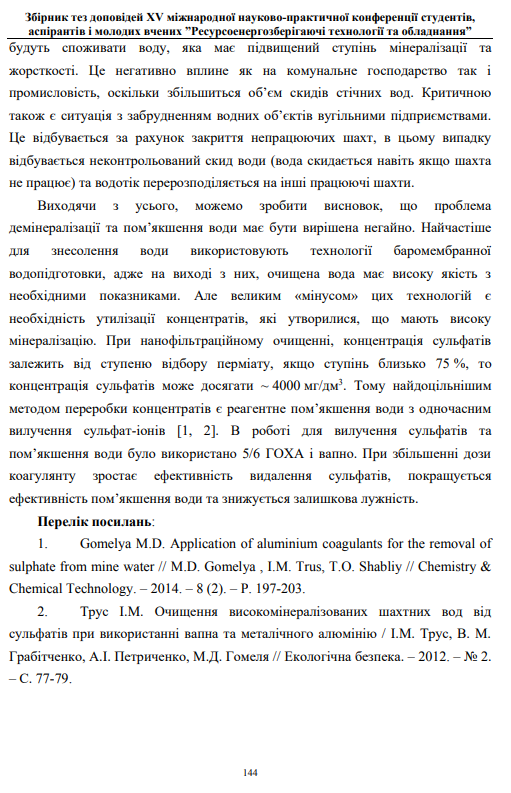 Збірник тез доповідей XV міжнародної науково-практичної конференції студентів,
аспірантів і молодих вчених ”Ресурсоенергозберігаючі технології та обладнання”
будуть споживати воду, яка має підвищений ступінь мінералізації та
жорсткості. Це негативно вплине як на комунальне господарство так і
промисловість, оскільки збільшиться об’єм скидів стічних вод. Критичною
також є ситуація з забрудненням водних об’єктів вугільними підприємствами.
Це відбувається за рахунок закриття непрацюючих шахт, в цьому випадку
відбувається неконтрольований скид води (вода скидається навіть якщо шахта
не працює) та водотік перерозподіляється на інші працюючі шахти.
Виходячи з усього, можемо зробити висновок, що проблема
демінералізації та пом’якшення води має бути вирішена негайно. Найчастіше
для знесолення води використовують технології баромембранної
водопідготовки, адже на виході з них, очищена вода має високу якість з
необхідними показниками. Але великим «мінусом» цих технологій є
необхідність утилізації концентратів, які утворилися, що мають високу
мінералізацію. При нанофільтраційному очищенні, концентрація сульфатів
залежить від ступеню відбору перміату, якщо ступінь близько 75 %, то
концентрація сульфатів може досягати ~ 4000 мг/дм³. Тому найдоцільнішим
методом переробки концентратів є реагентне пом’якшення води з одночасним
вилучення сульфат-іонів [1, 2]. В роботі для вилучення сульфатів та
пом’якшення води було використано 5/6 ГОХА і вапно. При збільшенні дози
коагулянту зростає ефективність видалення сульфатів, покращується
ефективність пом’якшення води та знижується залишкова лужність.
Перелік посилань:
1. Gomelya M.D. Application of aluminium coagulants for the removal of
sulphate from mine water // M.D. Gomelya , I.M. Trus, T.O. Shabliy // Chemistry &
Chemical Technology. – 2014. – 8 (2). – P. 197-203.
2. Трус І.М. Очищення високомінералізованих шахтних вод від
сульфатів при використанні вапна та металічного алюмінію / І.М. Трус, В. М.
Грабітченко, А.І. Петриченко, М.Д. Гомеля // Екологічна безпека. – 2012. – № 2.
– С. 77-79.
144